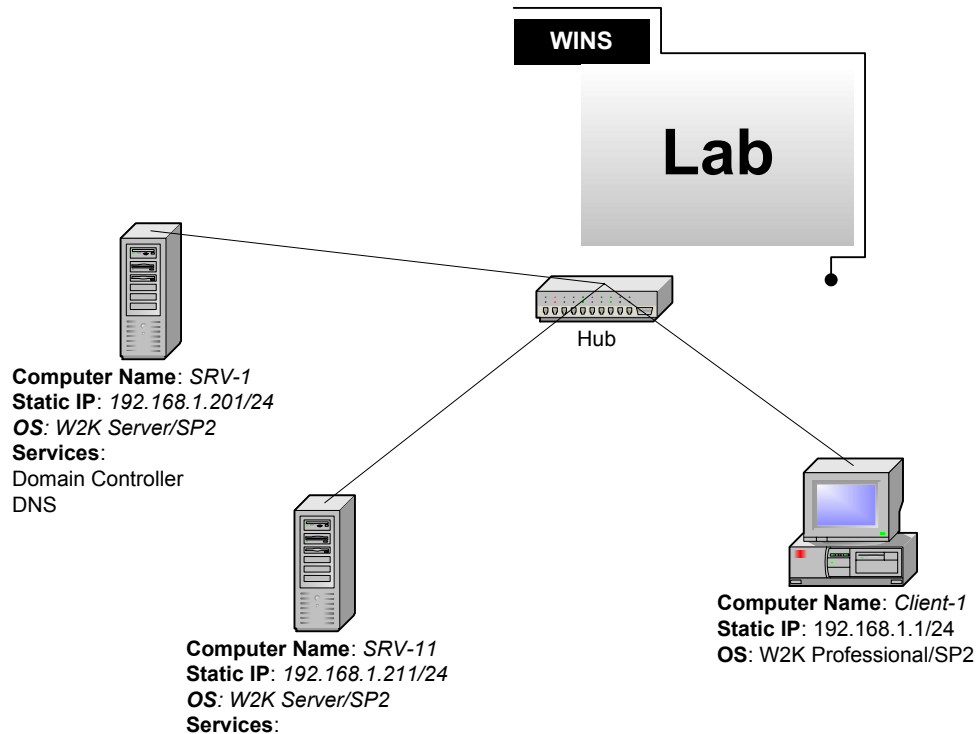 WINS
Lab
Hub
Computer Name: SRV-1
Static IP: 192.168.1.201/24
OS: W2K Server/SP2
Services:
Domain Controller
DNS
Computer Name: SRV-11
Static IP: 192.168.1.211/24
OS: W2K Server/SP2
Services:
Computer Name: Client-1
Static IP: 192.168.1.1/24
OS: W2K Professional/SP2